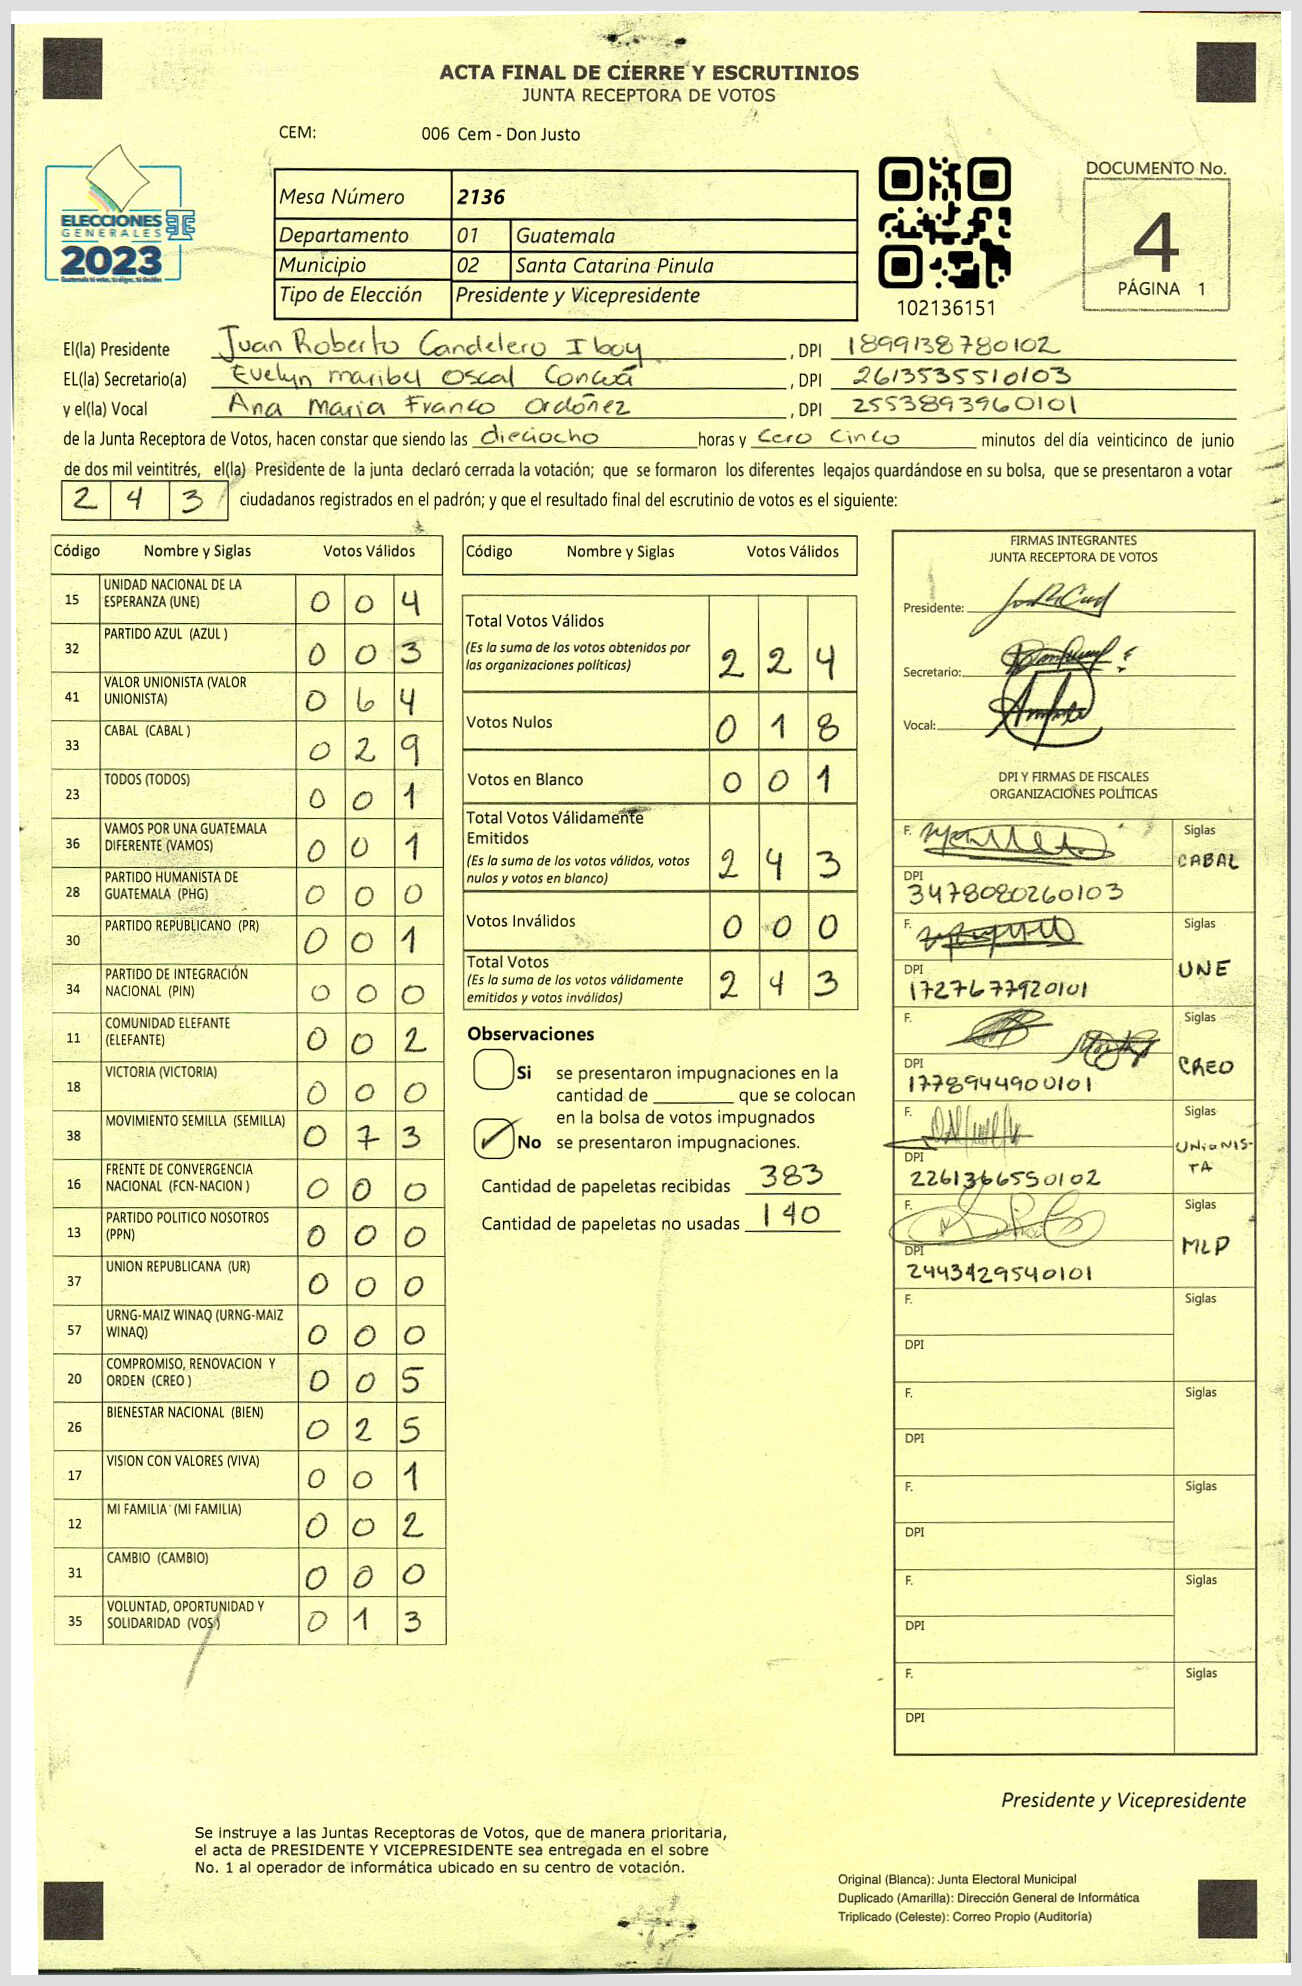 ACTA FINAL DE CIERRE Y ESCRUTINIOS
JUNTA RECEPTORA DE VOTOS
CEM: 006 Cem - Don Justo
ELECCIONES
GENERALES
2023
Mesa Número 2136
Departamento 01 Guatemala
Municipio 02 Santa Catarina Pinula
Tipo de Elección Presidente y Vicepresidente
102136151
DOCUMENTO No.
4
PÁGINA 1
El(la) Presidente Juan Roberto Candelero Iboy, DPI 1899138780102
EL(la) Secretario(a) Evelyn maribel Oscal Concuá, DPI 2613535510103
y el(la) Vocal Ana Maria Franco Ordóñez, DPI 2553893960101
de la Junta Receptora de Votos, hacen constar que siendo las dieciocho horas y cero cinco minutos del día veinticinco de junio
de dos mil veintitrés, el(la) Presidente de la junta declaró cerrada la votación; que se formaron los diferentes legajos guardándose en su bolsa, que se presentaron a votar
2 4 3 ciudadanos registrados en el padrón; y que el resultado final del escrutinio de votos es el siguiente:
Código Nombre y Siglas Votos Válidos
15 UNIDAD NACIONAL DE LA
ESPERANZA (UNE) 0 0 4
32 PARTIDO AZUL (AZUL ) 0 0 3
41 VALOR UNIONISTA (VALOR
UNIONISTA) 0 6 4
33 CABAL (CABAL ) 0 2 9
23 TODOS (TODOS) 0 0 1
36 VAMOS POR UNA GUATEMALA
DIFERENTE (VAMOS) 0 0 1
28 PARTIDO HUMANISTA DE
GUATEMALA (PHG) 0 0 0
30 PARTIDO REPUBLICANO (PR) 0 0 1
34 PARTIDO DE INTEGRACIÓN
NACIONAL (PIN) 0 0 0
11 COMUNIDAD ELEFANTE
(ELEFANTE) 0 0 2
18 VICTORIA (VICTORIA) 0 0 0
38 MOVIMIENTO SEMILLA (SEMILLA) 0 7 3
16 FRENTE DE CONVERGENCIA
NACIONAL (FCN-NACION ) 0 0 0
13 PARTIDO POLITICO NOSOTROS
(PPN) 0 0 0
37 UNION REPUBLICANA (UR) 0 0 0
57 URNG-MAIZ WINAQ (URNG-MAIZ
WINAQ) 0 0 0
20 COMPROMISO, RENOVACION Y
ORDEN (CREO ) 0 0 5
26 BIENESTAR NACIONAL (BIEN) 0 2 5
17 VISION CON VALORES (VIVA) 0 0 1
12 MI FAMILIA (MI FAMILIA) 0 0 2
31 CAMBIO (CAMBIO) 0 0 0
35 VOLUNTAD, OPORTUNIDAD Y
SOLIDARIDAD (VOS) 0 1 3
Código Nombre y Siglas Votos Válidos
Total Votos Válidos
(Es la suma de los votos obtenidos por
las organizaciones políticas) 2 2 4
Votos Nulos 0 1 8
Votos en Blanco 0 0 1
Total Votos Válidamente
Emitidos
(Es la suma de los votos válidos, votos
nulos y votos en blanco) 2 4 3
Votos Inválidos 0 0 0
Total Votos
(Es la suma de los votos válidamente
emitidos y votos inválidos) 2 4 3
Observaciones
Si se presentaron impugnaciones en la
cantidad de ________ que se colocan
en la bolsa de votos impugnados
No se presentaron impugnaciones.
Cantidad de papeletas recibidas 383
Cantidad de papeletas no usadas 140
FIRMAS INTEGRANTES
JUNTA RECEPTORA DE VOTOS
Presidente:
Secretario:
Vocal:
DPI Y FIRMAS DE FISCALES
ORGANIZACIONES POLÍTICAS
F. Siglas
CABAL
DPI
3478080260103
F. Siglas
UNE
DPI
1727677920101
F. Siglas
CREO
DPI
1778944900101
F. Siglas
UNioNIS-
TA
DPI
2261366550102
F. Siglas
MLP
DPI
2443429540101
F. Siglas
DPI
F. Siglas
DPI
F. Siglas
DPI
F. Siglas
DPI
F. Siglas
DPI
Presidente y Vicepresidente
Se instruye a las Juntas Receptoras de Votos, que de manera prioritaria,
el acta de PRESIDENTE Y VICEPRESIDENTE sea entregada en el sobre
No. 1 al operador de informática ubicado en su centro de votación.
Original (Blanca): Junta Electoral Municipal
Duplicado (Amarilla): Dirección General de Informática
Triplicado (Celeste): Correo Propio (Auditoría)